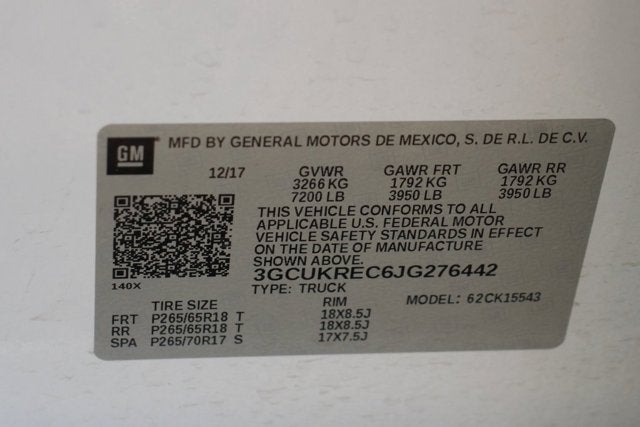 GM MFD BY GENERAL MOTORS DE MEXICO, S. DE R.L. DE C.V.
12/17 GVWR GAWR FRT GAWR RR
3266 KG 1792 KG 1792 KG
7200 LB 3950 LB 3950 LB
THIS VEHICLE CONFORMS TO ALL
APPLICABLE U.S. FEDERAL MOTOR
VEHICLE SAFETY STANDARDS IN EFFECT
ON THE DATE OF MANUFACTURE
SHOWN ABOVE.
3GCUKREC6JG276442
140X TYPE: TRUCK MODEL: 62CK15543
TIRE SIZE RIM
FRT P265/65R18 T 18X8.5J
RR P265/65R18 T 18X8.5J
SPA P265/70R17 S 17X7.5J